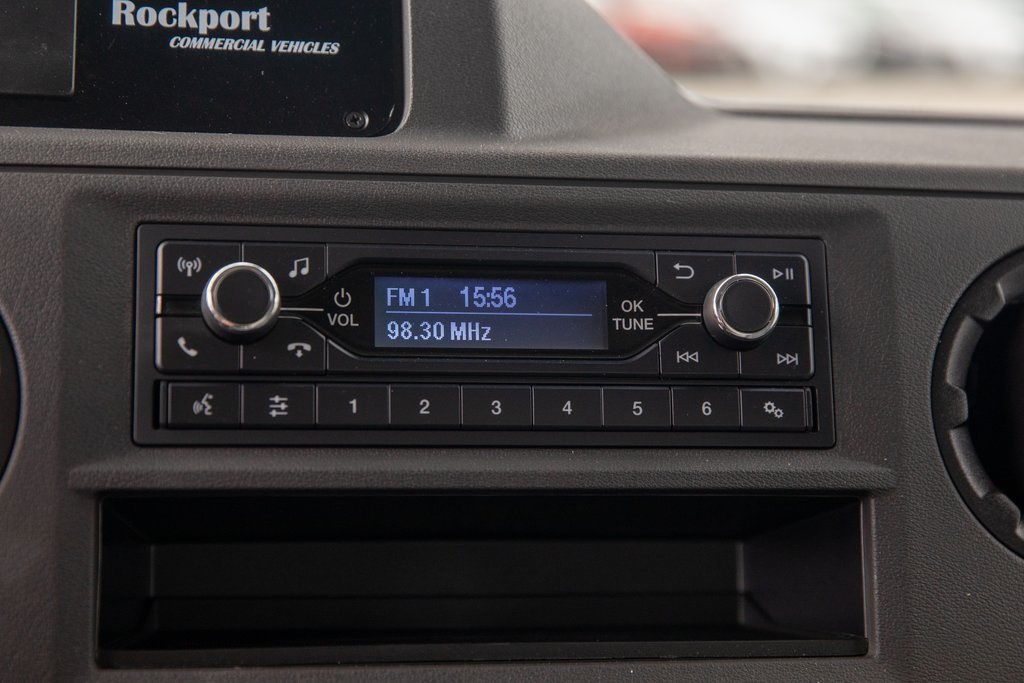 Rockport
COMMERCIAL VEHICLES
FM 1 15:56
98.30 MHz
VOL
OK
TUNE
1 2 3 4 5 6